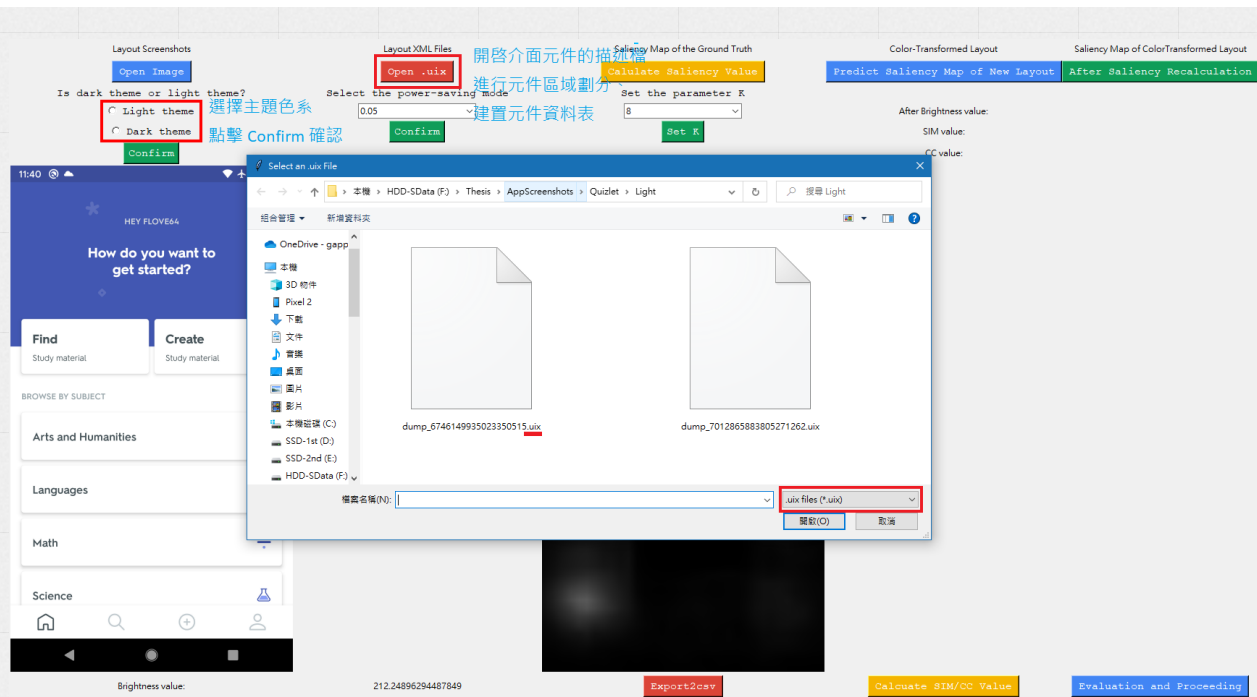 Layout Screenshots
Layout XML Files
Saliency Map of the Ground Truth
Color-Transformed Layout
Saliency Map of ColorTransformed Layout
Open Image
Open .uix
Calulate Saliency Value
Predict Saliency Map of New Layout
After Saliency Recalculation
開啓介面元件的描述檔
進行元件區域劃分、
建置元件資料表
Is dark theme or light theme?
Select the power-saving mode
Set the parameter K
Light theme
Dark theme
選擇主題色系
點擊 Confirm 確認
0.05
8
After Brightness value:
Confirm
Confirm
Set K
SIM value:
CC value:
11:40
HEY FLOVE64
How do you want to
get started?
Find
Study material
Create
Study material
BROWSE BY SUBJECT
Arts and Humanities
Languages
Math
Science
Select an .uix File
本機 › HDD-SData (F:) › Thesis › AppScreenshots › Quizlet › Light
搜尋 Light
組合管理
新增資料夾
OneDrive - gapp
本機
3D 物件
Pixel 2
下載
文件
音樂
桌面
圖片
影片
本機磁碟 (C:)
SSD-1st (D:)
SSD-2nd (E:)
HDD-SData (F:)
dump_6746149935023350515.uix
dump_7012865883805271262.uix
檔案名稱(N):
.uix files (*.uix)
開啟(O)
取消
Brightness value:
212.24896294487849
Export2csv
Calcuate SIM/CC Value
Evaluation and Proceeding